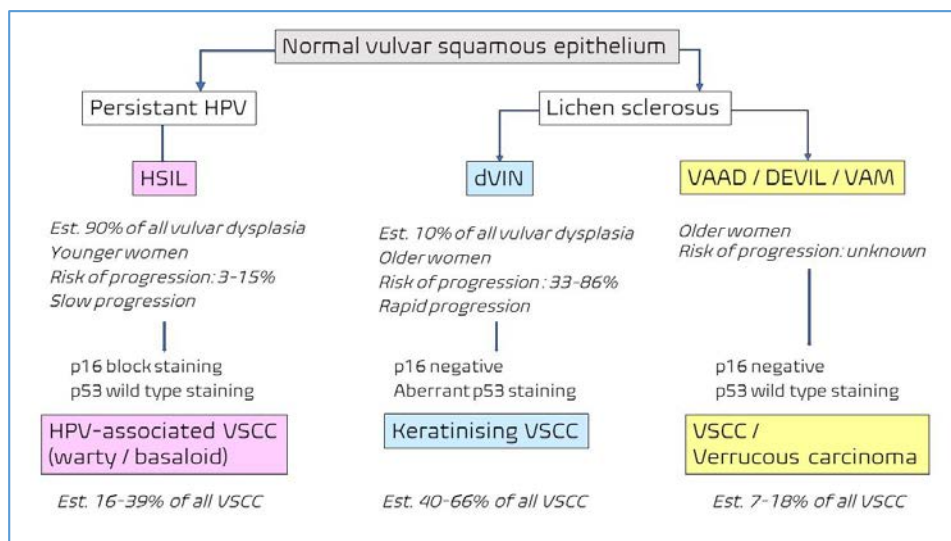 Normal vulvar squamous epithelium
Persistant HPV
Lichen sclerosus
HSIL
Est. 90% of all vulvar dysplasia
Younger women
Risk of progression: 3-15%
Slow progression
p16 block staining
p53 wild type staining
HPV-associated VSCC
(warty / basaloid)
Est. 16-39% of all VSCC
dVIN
Est. 10% of all vulvar dysplasia
Older women
Risk of progression: 33-86%
Rapid progression
p16 negative
Aberrant p53 staining
Keratinising VSCC
Est. 40-66% of all VSCC
VAAD / DEVIL / VAM
Older women
Risk of progression: unknown
p16 negative
p53 wild type staining
VSCC /
Verrucous carcinoma
Est. 7-18% of all VSCC